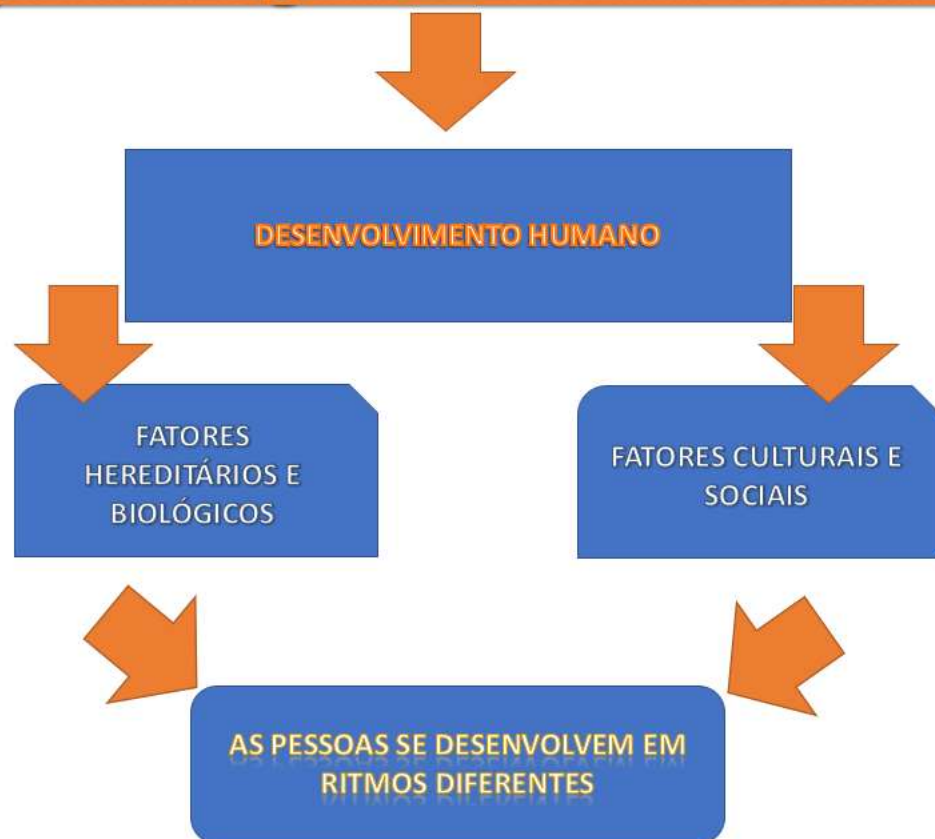 DESENVOLVIMENTO HUMANO
FATORES
HEREDITÁRIOS E
BIOLÓGICOS
FATORES CULTURAIS E
SOCIAIS
AS PESSOAS SE DESENVOLVEM EM
RITMOS DIFERENTES